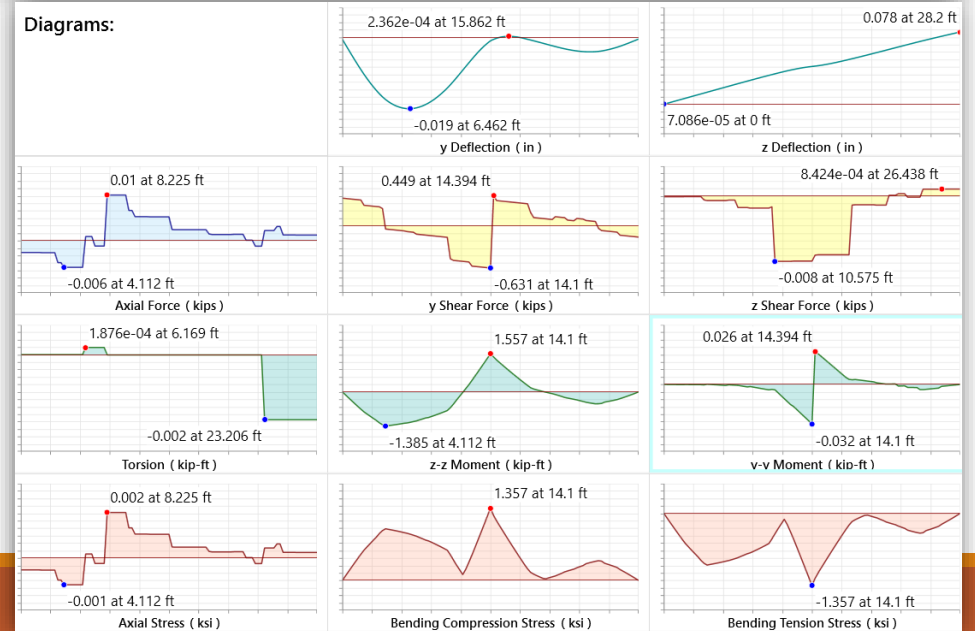 Diagrams:
2.362e-04 at 15.862 ft
-0.019 at 6.462 ft
y Deflection ( in )
0.078 at 28.2 ft
7.086e-05 at 0 ft
z Deflection ( in )
0.01 at 8.225 ft
-0.006 at 4.112 ft
Axial Force ( kips )
0.449 at 14.394 ft
-0.631 at 14.1 ft
y Shear Force ( kips )
8.424e-04 at 26.438 ft
-0.008 at 10.575 ft
z Shear Force ( kips )
1.876e-04 at 6.169 ft
-0.002 at 23.206 ft
Torsion ( kip-ft )
1.557 at 14.1 ft
-1.385 at 4.112 ft
z-z Moment ( kip-ft )
0.026 at 14.394 ft
-0.032 at 14.1 ft
y-y Moment ( kip-ft )
0.002 at 8.225 ft
-0.001 at 4.112 ft
Axial Stress ( ksi )
1.357 at 14.1 ft
Bending Compression Stress ( ksi )
-1.357 at 14.1 ft
Bending Tension Stress ( ksi )